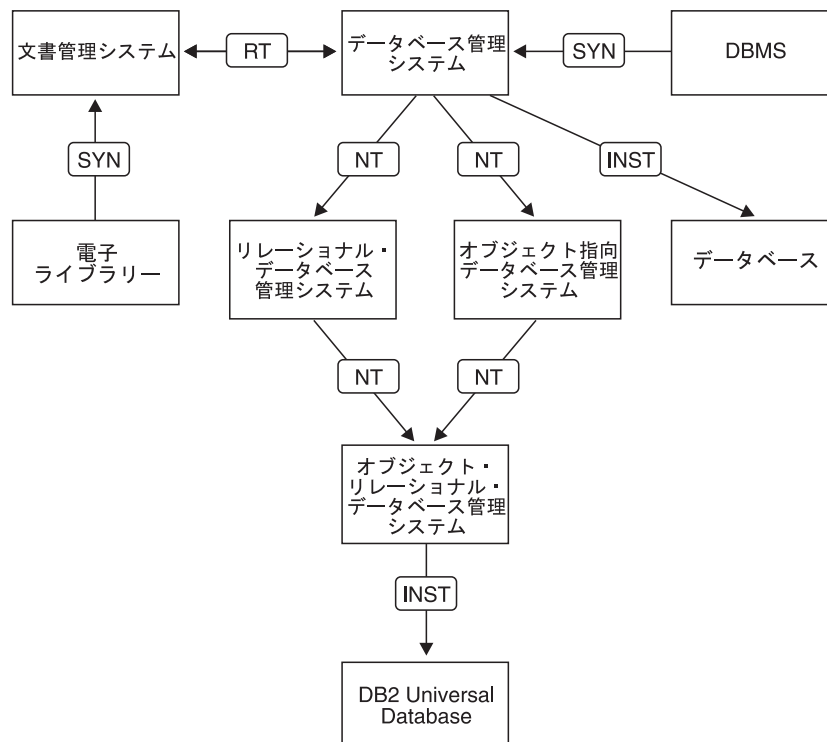 文書管理システム
RT
データベース管理
システム
SYN
DBMS
SYN
NT
NT
INST
電子
ライブラリー
リレーショナル・
データベース
管理システム
オブジェクト指向
データベース管理
システム
データベース
NT
NT
オブジェクト・
リレーショナル・
データベース管理
システム
INST
DB2 Universal
Database